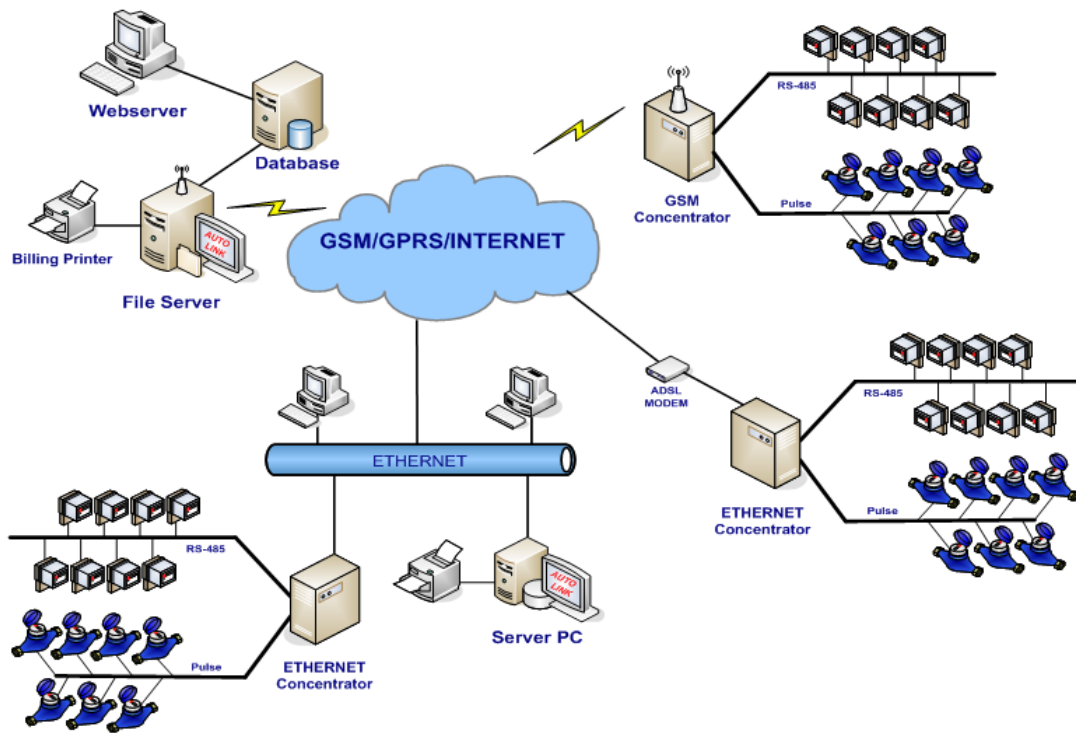 Webserver
Database
Billing Printer
AUTO
LINK
File Server
GSM/GPRS/INTERNET
RS-485
GSM
Concentrator
Pulse
ADSL
MODEM
RS-485
ETHERNET
Concentrator
Pulse
ETHERNET
RS-485
AUTO
LINK
Server PC
Pulse
ETHERNET
Concentrator